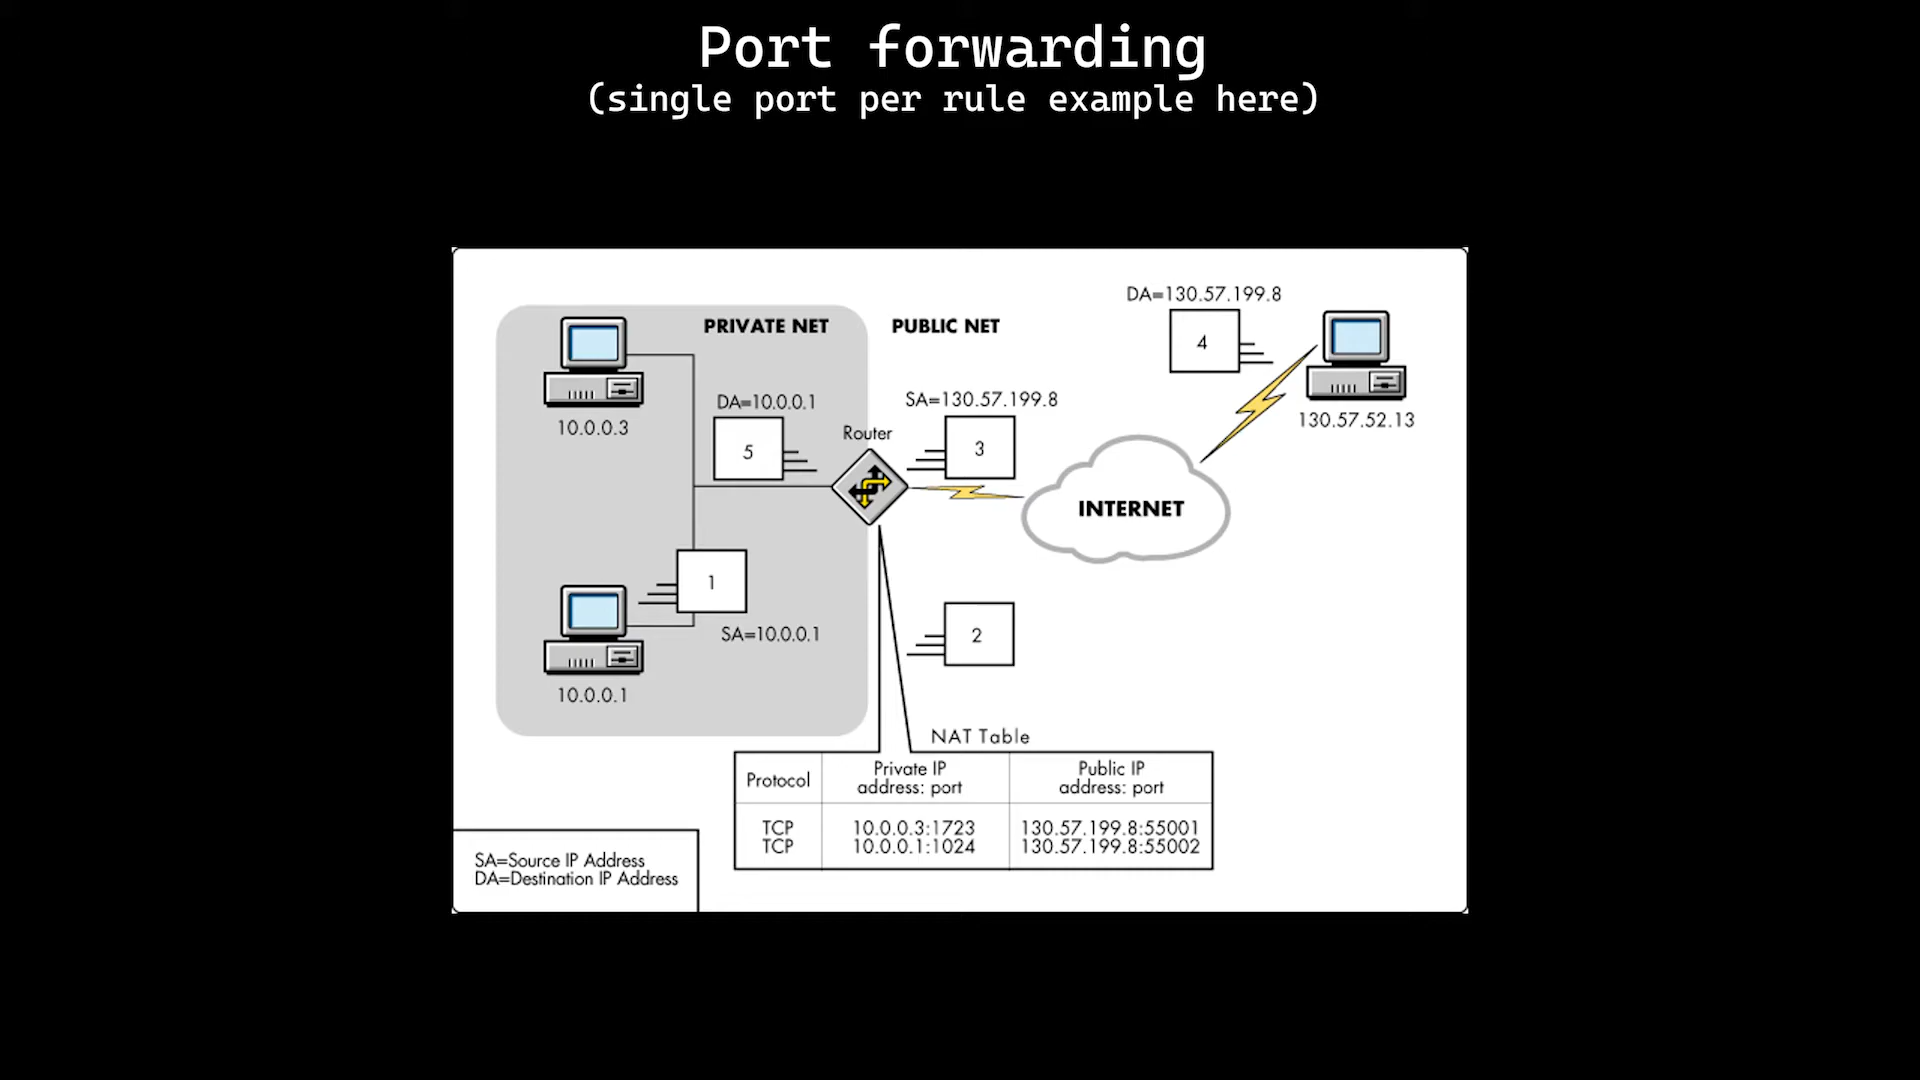 Port forwarding
(single port per rule example here)
DA=130.57.199.8
PRIVATE NET
PUBLIC NET
4
DA=10.0.0.1
SA=130.57.199.8
130.57.52.13
10.0.0.3
Router
5
3
INTERNET
1
SA=10.0.0.1
2
10.0.0.1
NAT Table
Protocol
Private IP
address: port
Public IP
address: port
TCP 10.0.0.3:1723 130.57.199.8:55001
TCP 10.0.0.1:1024 130.57.199.8:55002
SA=Source IP Address
DA=Destination IP Address